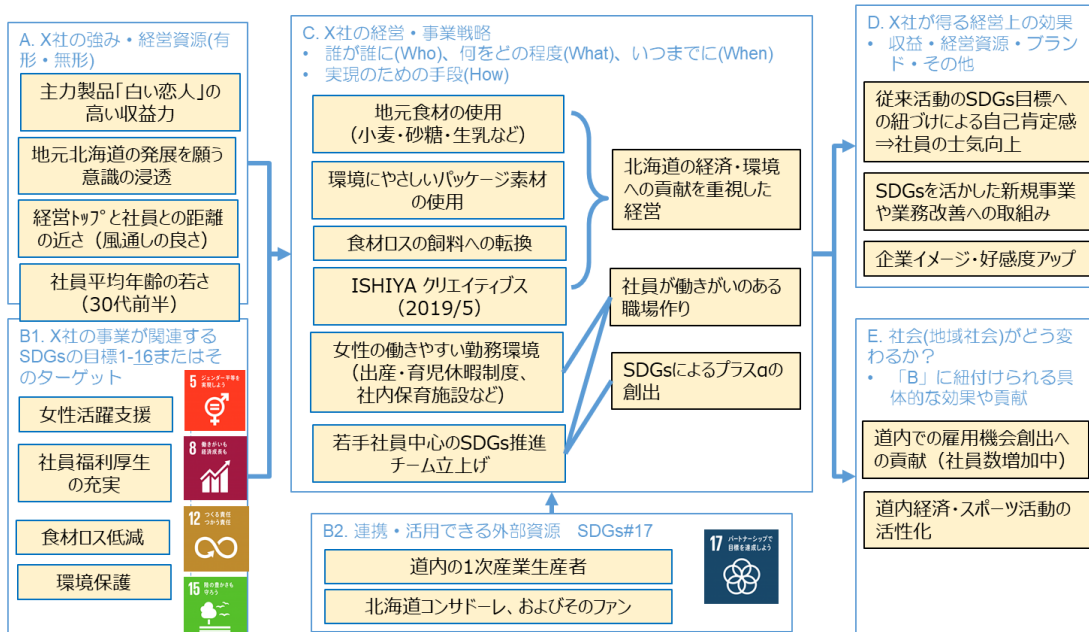 A. X社の強み・経営資源(有
形・無形)
主力製品「白い恋人」の
高い収益力
地元北海道の発展を願う
意識の浸透
経営トップと社員との距離
の近さ（風通しの良さ）
社員平均年齢の若さ
（30代前半）
B1. X社の事業が関連する
SDGsの目標1-16またはそ
のターゲット
5 ジェンダー平等を
実現しよう
女性活躍支援
8 働きがいも
経済成長も
社員福利厚生
の充実
12 つくる責任
つかう責任
食材ロス低減
環境保護
15 陸の豊かさも
守ろう
C. X社の経営・事業戦略
• 誰が誰に(Who)、何をどの程度(What)、いつまでに(When)
• 実現のための手段(How)
地元食材の使用
（小麦・砂糖・生乳など）
環境にやさしいパッケージ素材
の使用
食材ロスの飼料への転換
ISHIYA クリエイティブス
（2019/5）
女性の働きやすい勤務環境
（出産・育児休暇制度、
社内保育施設など）
若手社員中心のSDGs推進
チーム立上げ
北海道の経済・環境
への貢献を重視した
経営
社員が働きがいのある
職場作り
SDGsによるプラスαの
創出
B2. 連携・活用できる外部資源 SDGs#17
道内の1次産業生産者
北海道コンサドーレ、およびそのファン
17 パートナーシップで
目標を達成しよう
D. X社が得る経営上の効果
• 収益・経営資源・ブラン
ド・その他
従来活動のSDGs目標へ
の紐づけによる自己肯定感
⇒社員の士気向上
SDGsを活かした新規事業
や業務改善への取組み
企業イメージ・好感度アップ
E. 社会(地域社会)がどう変
わるか？
• 「B」に紐付けられる具
体的な効果や貢献
道内での雇用機会創出へ
の貢献（社員数増加中）
道内経済・スポーツ活動の
活性化